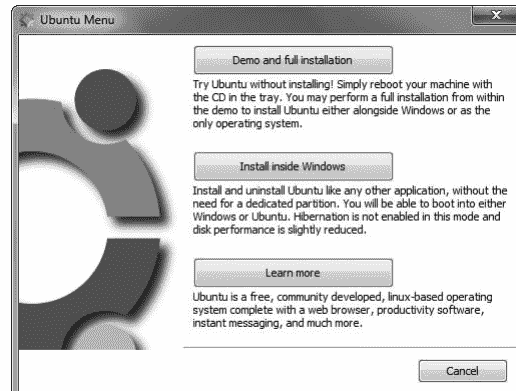 Ubuntu Menu
Demo and full installation
Try Ubuntu without installing! Simply reboot your machine with
the CD in the tray. You may perform a full installation from within
the demo to install Ubuntu either alongside Windows or as the
only operating system.
Install inside Windows
Install and uninstall Ubuntu like any other application, without the
need for a dedicated partition. You will be able to boot into either
Windows or Ubuntu. Hibernation is not enabled in this mode and
disk performance is slightly reduced.
Learn more
Ubuntu is a free, community developed, linux-based operating
system complete with a web browser, productivity software,
instant messaging, and much more.
Cancel